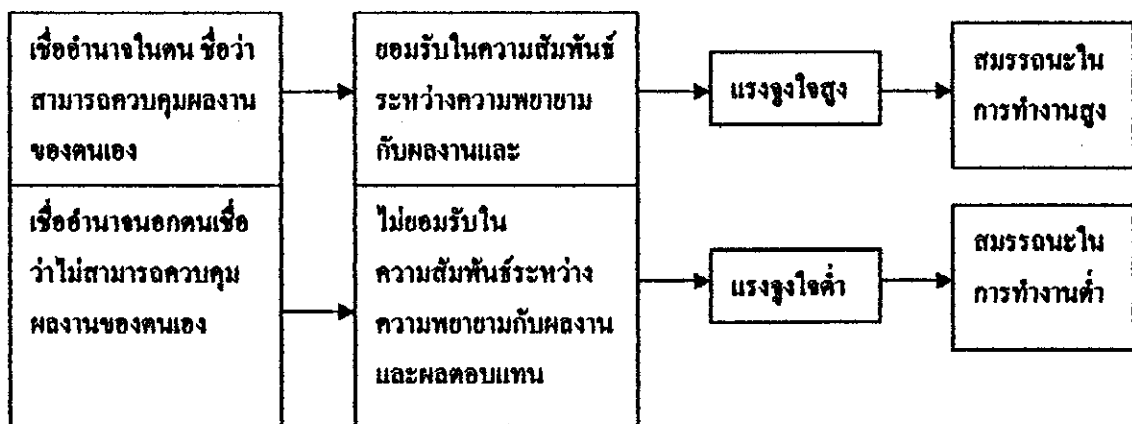 เชื่ออำนาจในตน ชื่อว่า
สามารถควบคุมผลงาน
ของตนเอง
ยอมรับในความสัมพันธ์
ระหว่างความพยายาม
กับผลงานและ
แรงจูงใจสูง
สมรรถนะใน
การทำงานสูง
เชื่ออำนาจนอกตนเชื่อ
ว่าไม่สามารถควบคุม
ผลงานของตนเอง
ไม่ยอมรับใน
ความสัมพันธ์ระหว่าง
ความพยายามกับผลงาน
และผลตอบแทน
แรงจูงใจต่ำ
สมรรถนะใน
การทำงานต่ำ